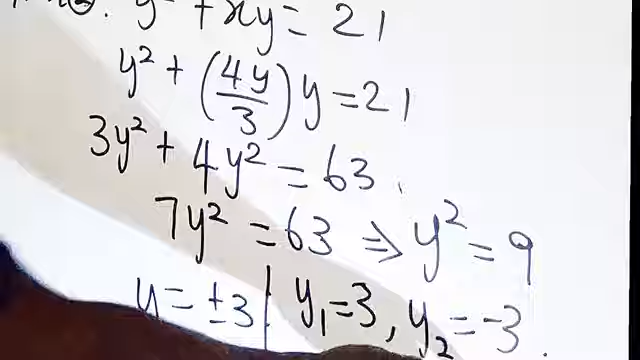 y² + xy = 21
y² + (4y/3) y = 21
3y² + 4y² = 63.
7y² = 63 ⇒ y² = 9
y = ±3 | y₁ = 3, y₂ = -3.